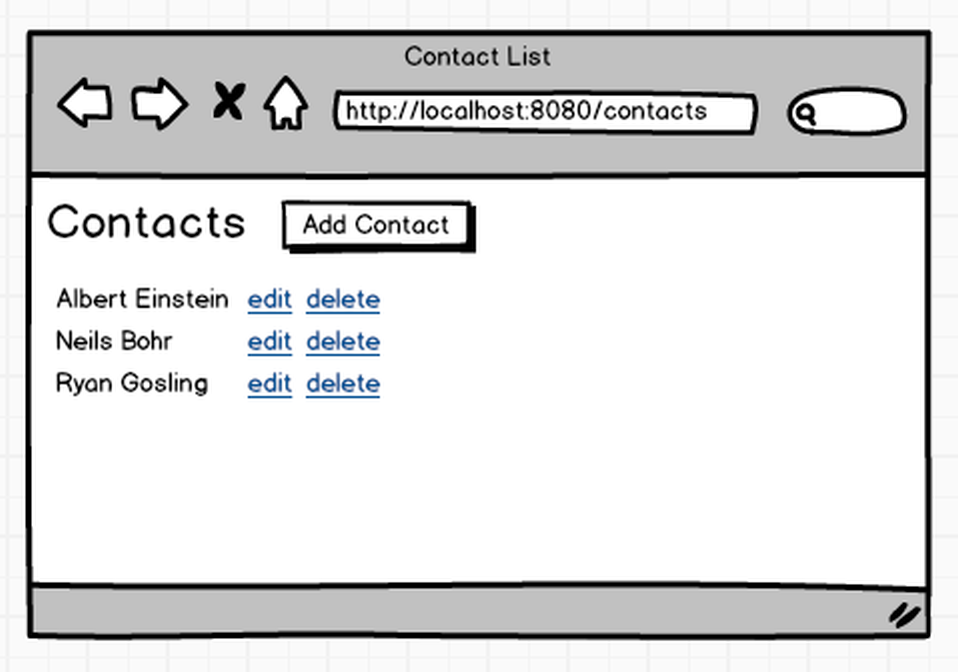 Contact List
http://localhost:8080/contacts
Contacts Add Contact
Albert Einstein edit delete
Neils Bohr edit delete
Ryan Gosling edit delete